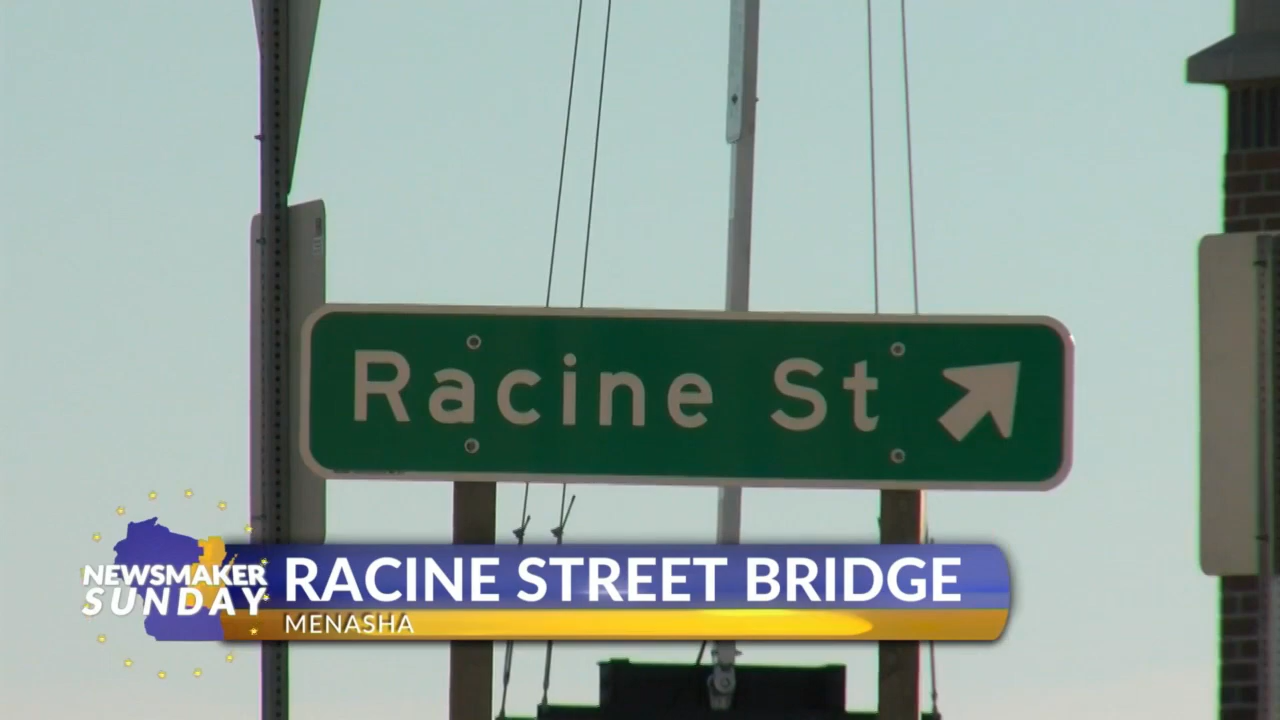 Racine St
NEWSMAKER
SUNDAY
RACINE STREET BRIDGE
MENASHA